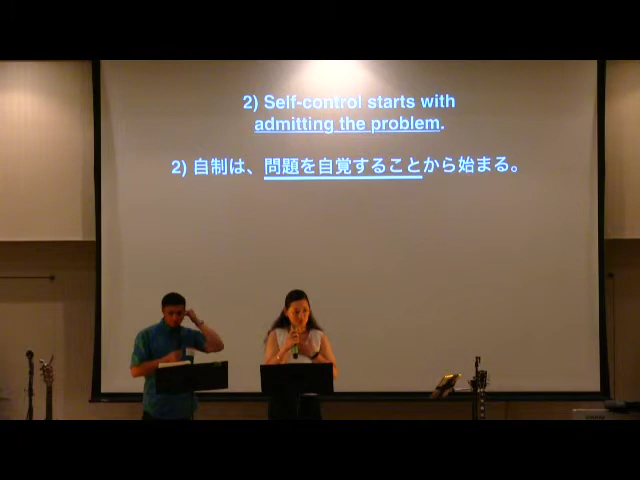 2) Self-control starts with
admitting the problem.
2) 自制は、問題を自覚することから始まる。